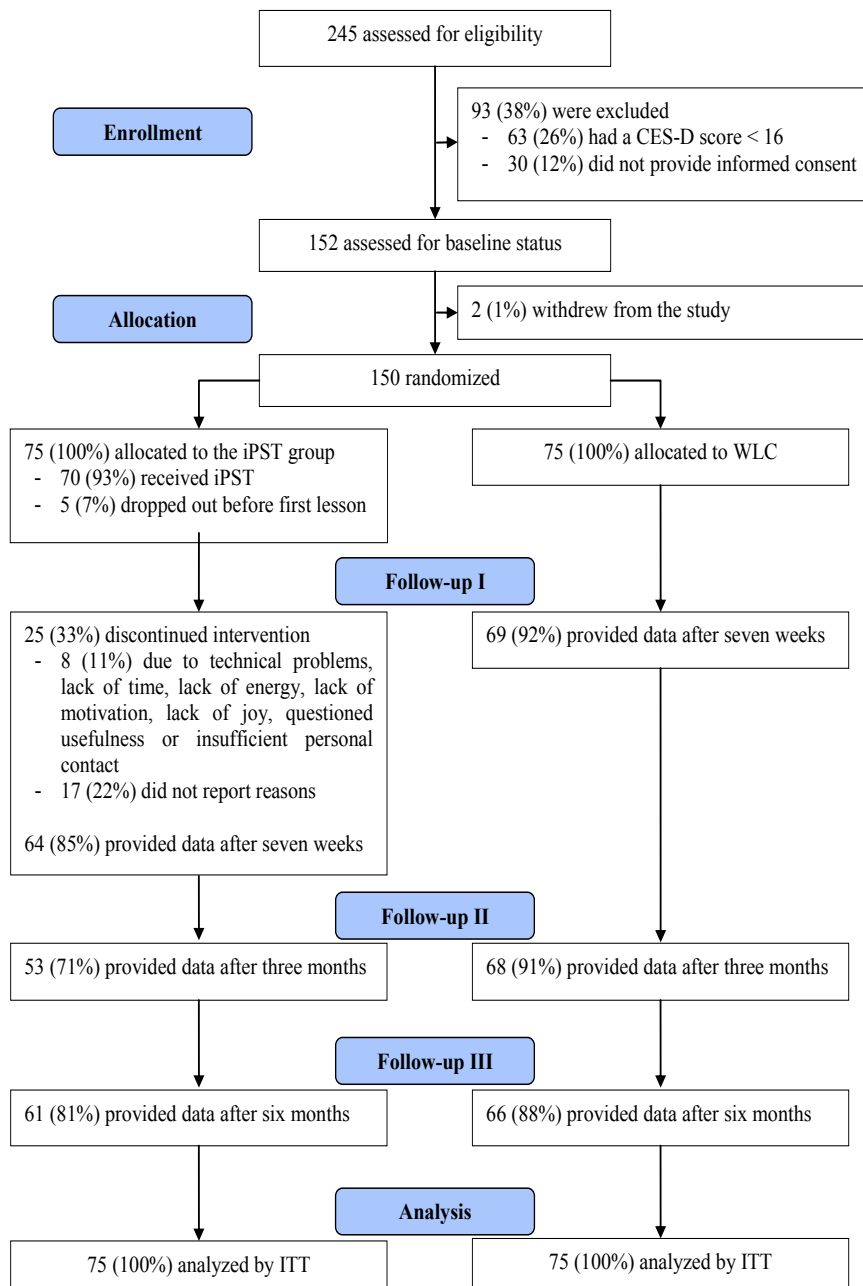 245 assessed for eligibility
Enrollment
93 (38%) were excluded
- 63 (26%) had a CES-D score < 16
- 30 (12%) did not provide informed consent
152 assessed for baseline status
Allocation
2 (1%) withdrew from the study
150 randomized
75 (100%) allocated to the iPST group
- 70 (93%) received iPST
- 5 (7%) dropped out before first lesson
75 (100%) allocated to WLC
Follow-up I
25 (33%) discontinued intervention
- 8 (11%) due to technical problems,
lack of time, lack of energy, lack of
motivation, lack of joy, questioned
usefulness or insufficient personal
contact
- 17 (22%) did not report reasons
64 (85%) provided data after seven weeks
69 (92%) provided data after seven weeks
Follow-up II
53 (71%) provided data after three months
68 (91%) provided data after three months
Follow-up III
61 (81%) provided data after six months
66 (88%) provided data after six months
Analysis
75 (100%) analyzed by ITT
75 (100%) analyzed by ITT